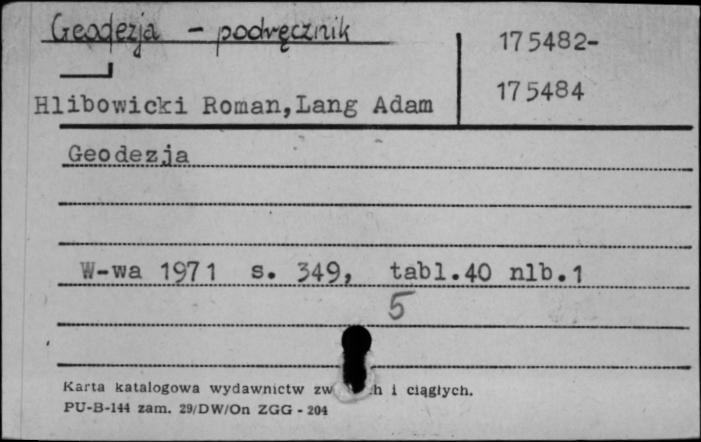 Geodezja - podręcznik
175482-
175484
Hlibowicki Roman, Lang Adam
Geodezja
W-wa 1971 s. 349, tabl.40 nlb.1
5
Karta katalogowa wydawnictw zw h i ciągłych.
PU-B-144 zam. 29/DW/On ZGG - 204